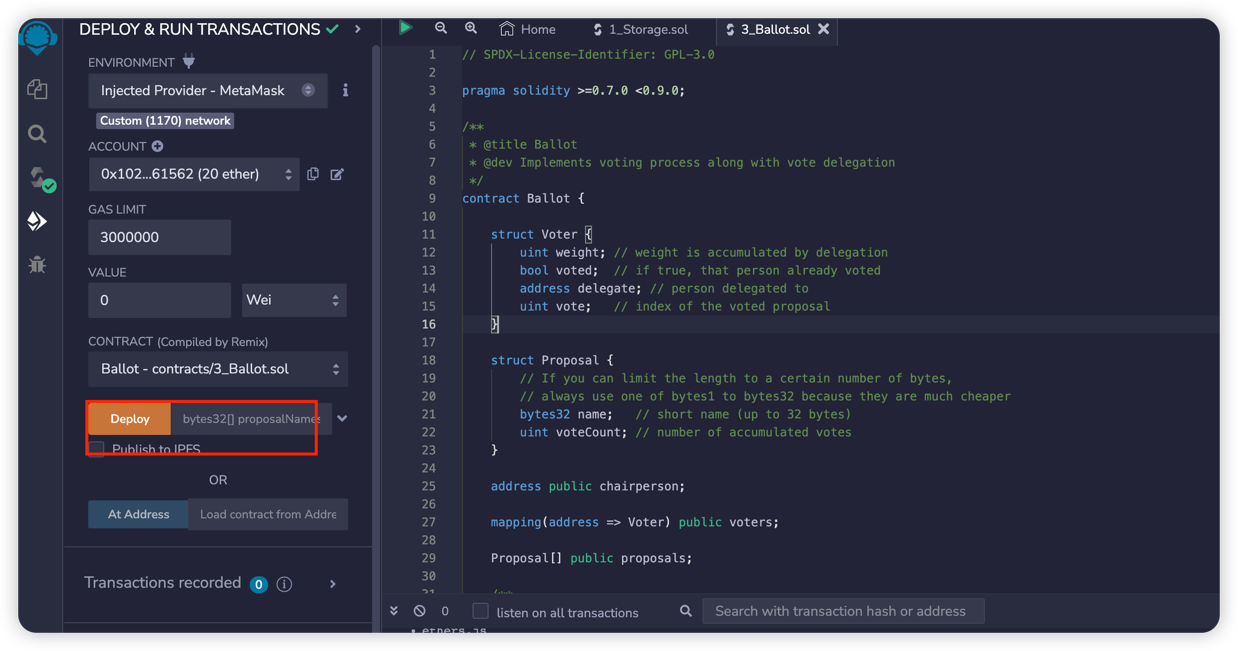 DEPLOY & RUN TRANSACTIONS
ENVIRONMENT
Injected Provider - MetaMask
Custom (1170) network
ACCOUNT
0x102...61562 (20 ether)
GAS LIMIT
3000000
VALUE
0
Wei
CONTRACT (Compiled by Remix)
Ballot - contracts/3_Ballot.sol
Deploy
bytes32[] proposalNames
Publish to IPFS
OR
At Address
Load contract from Addre
Transactions recorded 0
Home
1_Storage.sol
3_Ballot.sol
1 // SPDX-License-Identifier: GPL-3.0
2
3 pragma solidity >=0.7.0 <0.9.0;
4
5 /**
6 * @title Ballot
7 * @dev Implements voting process along with vote delegation
8 */
9 contract Ballot {
10
11 struct Voter {
12 uint weight; // weight is accumulated by delegation
13 bool voted; // if true, that person already voted
14 address delegate; // person delegated to
15 uint vote; // index of the voted proposal
16 }
17
18 struct Proposal {
19 // If you can limit the length to a certain number of bytes,
20 // always use one of bytes1 to bytes32 because they are much cheaper
21 bytes32 name; // short name (up to 32 bytes)
22 uint voteCount; // number of accumulated votes
23 }
24
25 address public chairperson;
26
27 mapping(address => Voter) public voters;
28
29 Proposal[] public proposals;
30
31 /**
0
listen on all transactions
Search with transaction hash or address
• ethers.js